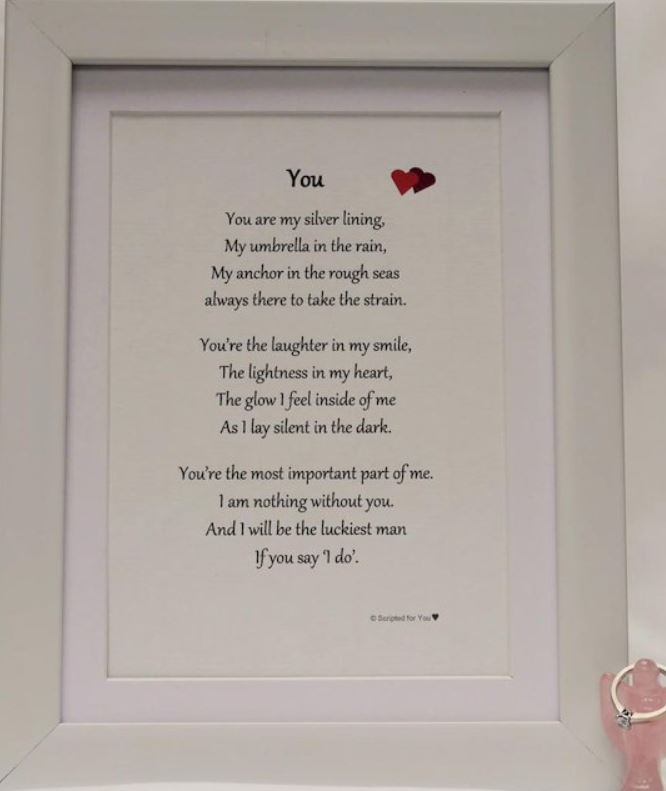 You
You are my silver lining,
My umbrella in the rain,
My anchor in the rough seas
always there to take the strain.
You're the laughter in my smile,
The lightness in my heart,
The glow I feel inside of me
As I lay silent in the dark.
You're the most important part of me.
I am nothing without you.
And I will be the luckiest man
If you say ‘I do’.
© Scripted for You♥